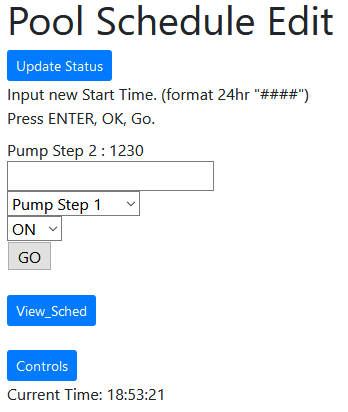 Pool Schedule Edit
Update Status
Input new Start Time. (format 24hr "####")
Press ENTER, OK, Go.
Pump Step 2 : 1230
Pump Step 1
ON
GO
View_Sched
Controls
Current Time: 18:53:21